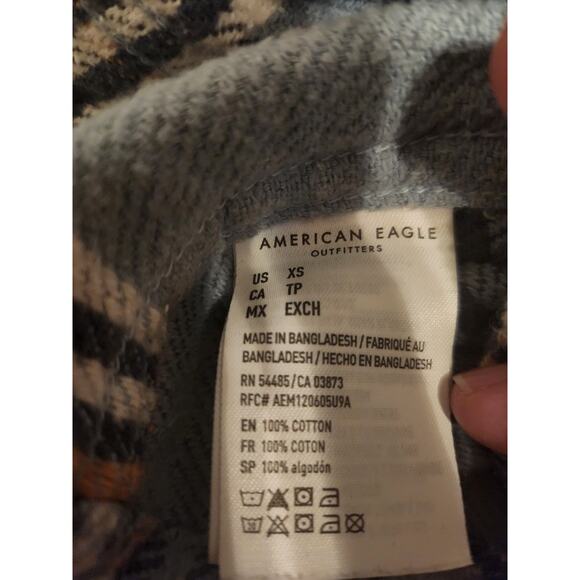 AMERICAN EAGLE
OUTFITTERS
US XS
CA TP
MX EXCH
MADE IN BANGLADESH / FABRIQUÉ AU
BANGLADESH / HECHO EN BANGLADESH
RN 54485 / CA 03873
RFC# AEM120605U9A
EN 100% COTTON
FR 100% COTON
SP 100% algodón